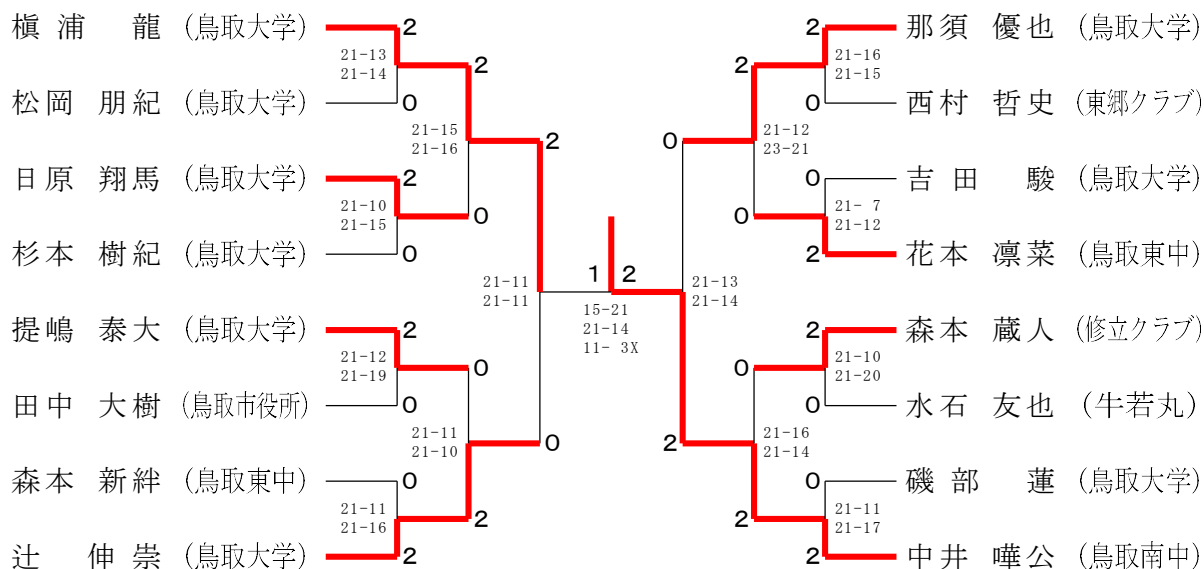 槇浦 龍 (鳥取大学) 2
21-13
21-14
2
松岡 朋紀 (鳥取大学) 0
21-15
21-16
2
日原 翔馬 (鳥取大学) 2
21-10
21-15
0
杉本 樹紀 (鳥取大学) 0
21-11
21-11
提嶋 泰大 (鳥取大学) 2
21-12
21-19
0
田中 大樹 (鳥取市役所) 0
21-11
21-10
0
森本 新絆 (鳥取東中) 0
21-11
21-16
2
辻 伸崇 (鳥取大学) 2
1 2
15-21
21-14
11- 3X
2 那須 優也 (鳥取大学)
2
21-16
21-15
0 西村 哲史 (東郷クラブ)
0
21-12
23-21
0 吉田 駿 (鳥取大学)
0
21- 7
21-12
2 花本 凛菜 (鳥取東中)
21-13
21-14
2 森本 蔵人 (修立クラブ)
0
21-10
21-20
0 水石 友也 (牛若丸)
2
21-16
21-14
0 磯部 蓮 (鳥取大学)
2
21-11
21-17
2 中井 嘩公 (鳥取南中)